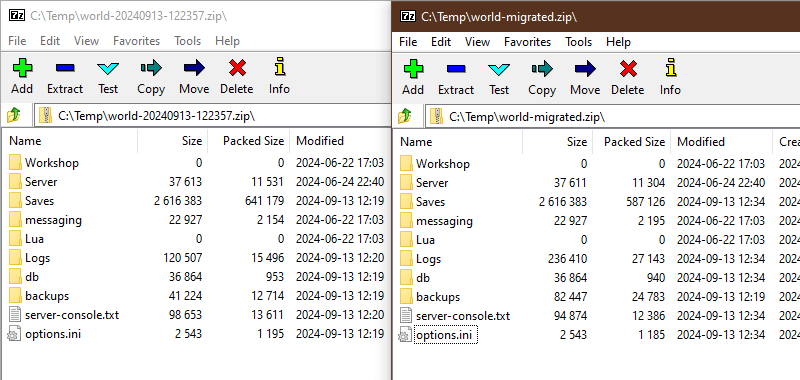 C:\Temp\world-20240913-122357.zip\
File Edit View Favorites Tools Help
Add Extract Test Copy Move Delete Info
C:\Temp\world-20240913-122357.zip\
Name Size Packed Size Modified
Workshop 0 0 2024-06-22 17:03
Server 37 613 11 531 2024-06-24 22:40
Saves 2 616 383 641 179 2024-09-13 12:19
messaging 22 927 2 154 2024-06-22 17:03
Lua 0 0 2024-06-22 17:03
Logs 120 507 15 496 2024-09-13 12:20
db 36 864 953 2024-09-13 12:19
backups 41 224 12 714 2024-09-13 12:19
server-console.txt 98 653 13 611 2024-09-13 12:20
options.ini 2 543 1 195 2024-09-13 12:19
C:\Temp\world-migrated.zip\
File Edit View Favorites Tools Help
Add Extract Test Copy Move Delete Info
C:\Temp\world-migrated.zip\
Name Size Packed Size Modified Crea
Workshop 0 0 2024-06-22 17:03 2024
Server 37 611 11 304 2024-06-24 22:40 2024
Saves 2 616 383 587 126 2024-09-13 12:34 2024
messaging 22 927 2 195 2024-06-22 17:03 2024
Lua 0 0 2024-06-22 17:03 2024
Logs 236 410 27 143 2024-09-13 12:34 2024
db 36 864 940 2024-09-13 12:34 2024
backups 82 447 24 783 2024-09-13 12:19 2024
server-console.txt 94 874 12 386 2024-09-13 12:34 2024
options.ini 2 543 1 185 2024-09-13 12:34 2024